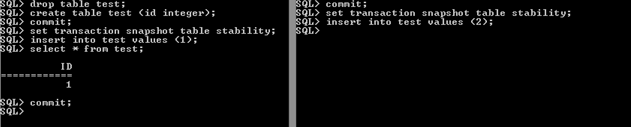 SQL> drop table test;
SQL> create table test (id integer);
SQL> commit;
SQL> set transaction snapshot table stability;
SQL> insert into test values (1);
SQL> select * from test;
ID
============
1
SQL> commit;
SQL>
SQL> commit;
SQL> set transaction snapshot table stability;
SQL> insert into test values (2);
SQL>